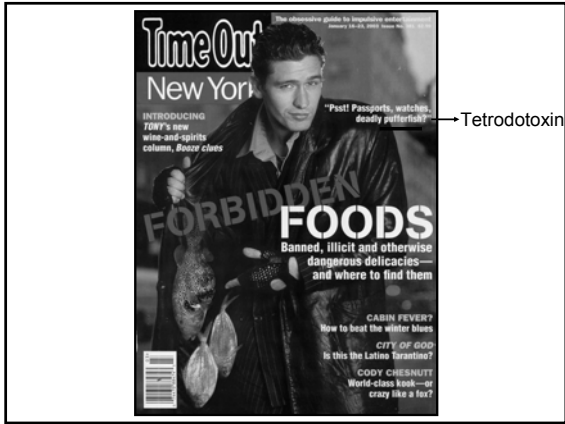 The obsessive guide to impulsive entertainment
Time Out
New York
INTRODUCING
TONY's new
wine-and-spirits
column, Booze clues
"Psst! Passports, watches,
deadly pufferfish?"
Tetrodotoxin
FORBIDDEN
FOODS
Banned, illicit and otherwise
dangerous delicacies—
and where to find them
CABIN FEVER?
How to beat the winter blues
CITY OF GOD
Is this the Latino Tarantino?
CODY CHESNUTT
World-class kook—or
crazy like a fox?